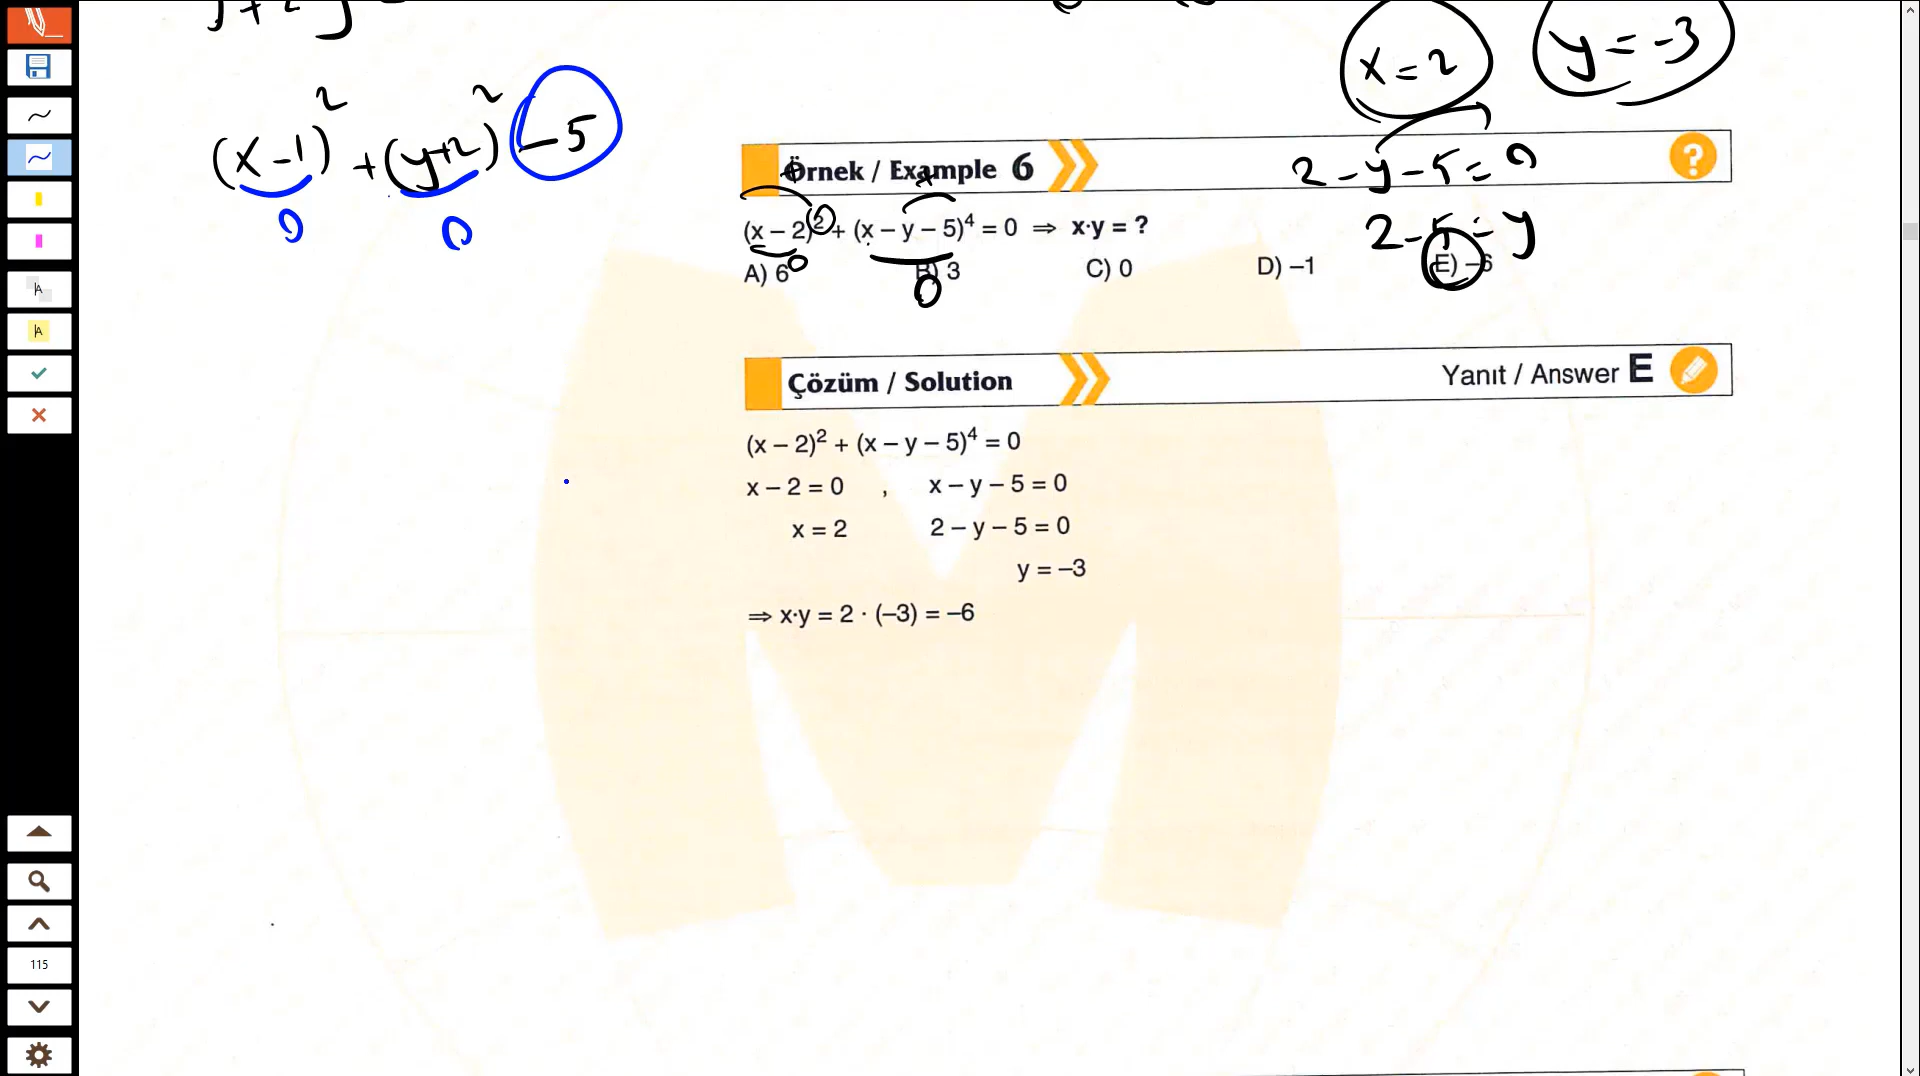 x = 2
y = -3
(x-1)² + (y+2)² - 5
0 0
Örnek / Example 6
2 - y - 5 = 0
(x – 2)² + (x – y – 5)⁴ = 0 ⇒ x·y = ?
2 - 5 = y
0 0
A) 6 B) 3 C) 0 D) –1 E) –6
Çözüm / Solution
Yanıt / Answer E
(x – 2)² + (x – y – 5)⁴ = 0
x – 2 = 0 , x – y – 5 = 0
x = 2 2 – y – 5 = 0
y = –3
⇒ x·y = 2 · (–3) = –6
115